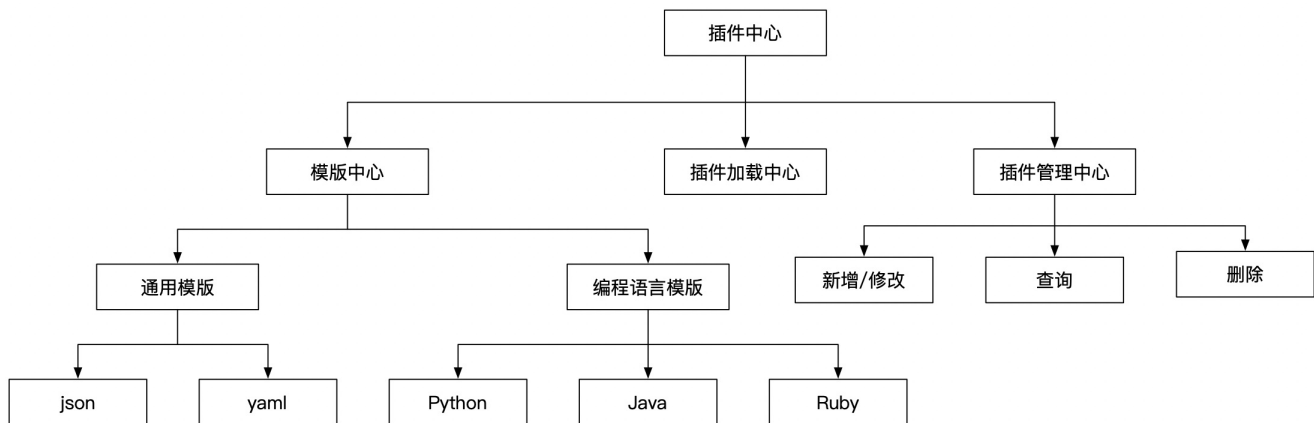 插件中心
模版中心
插件加载中心
插件管理中心
通用模版
编程语言模版
新增/修改
查询
删除
json
yaml
Python
Java
Ruby